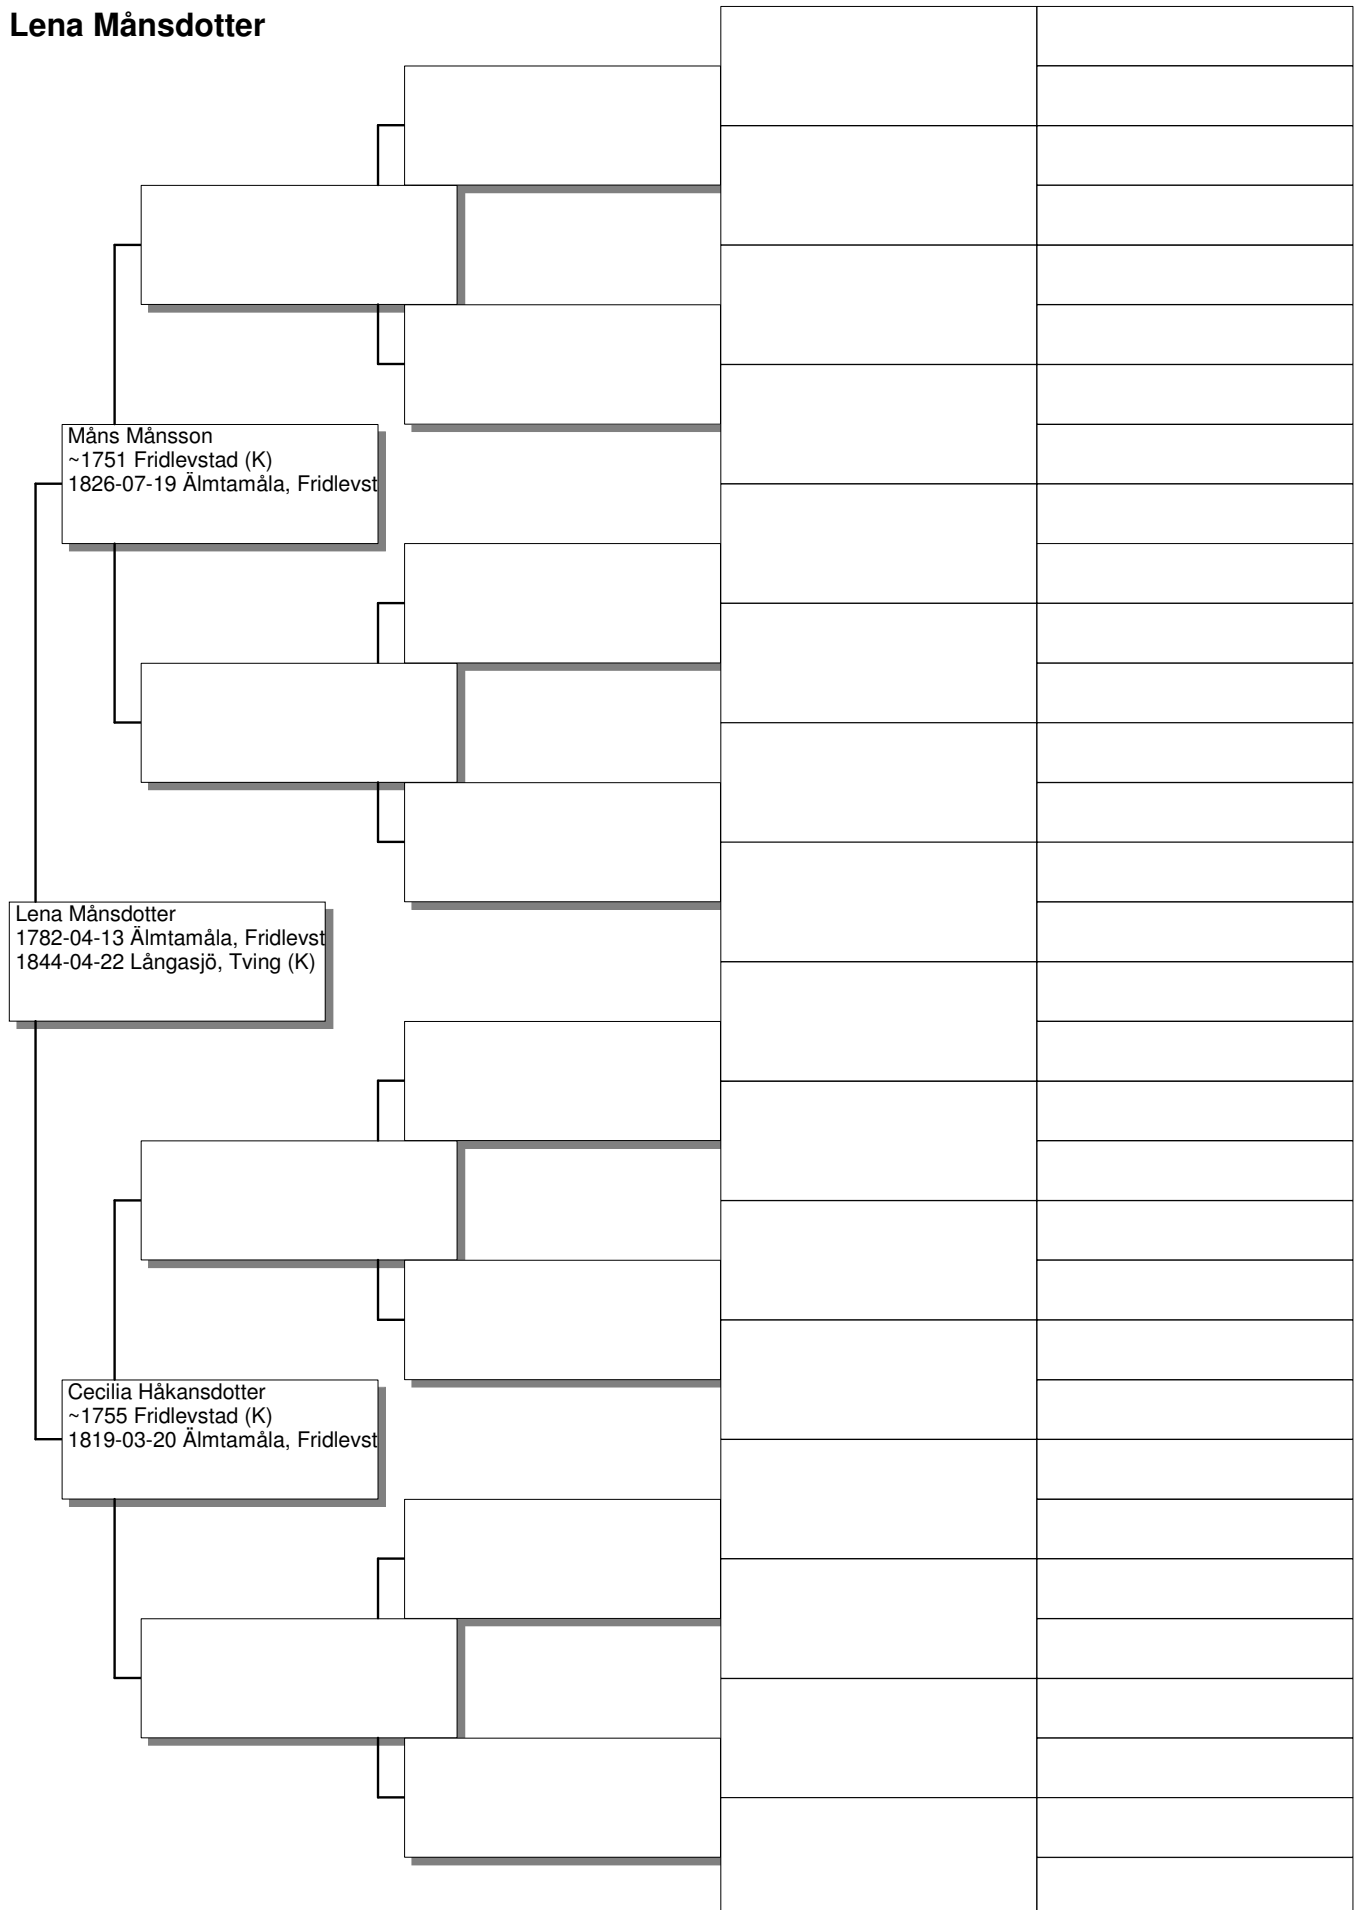 Lena Månsdotter
Måns Månsson
~1751 Fridlevstad (K)
1826-07-19 Älmtamåla, Fridlevst
Lena Månsdotter
1782-04-13 Älmtamåla, Fridlevst
1844-04-22 Långasjö, Tving (K)
Cecilia Håkansdotter
~1755 Fridlevstad (K)
1819-03-20 Älmtamåla, Fridlevst